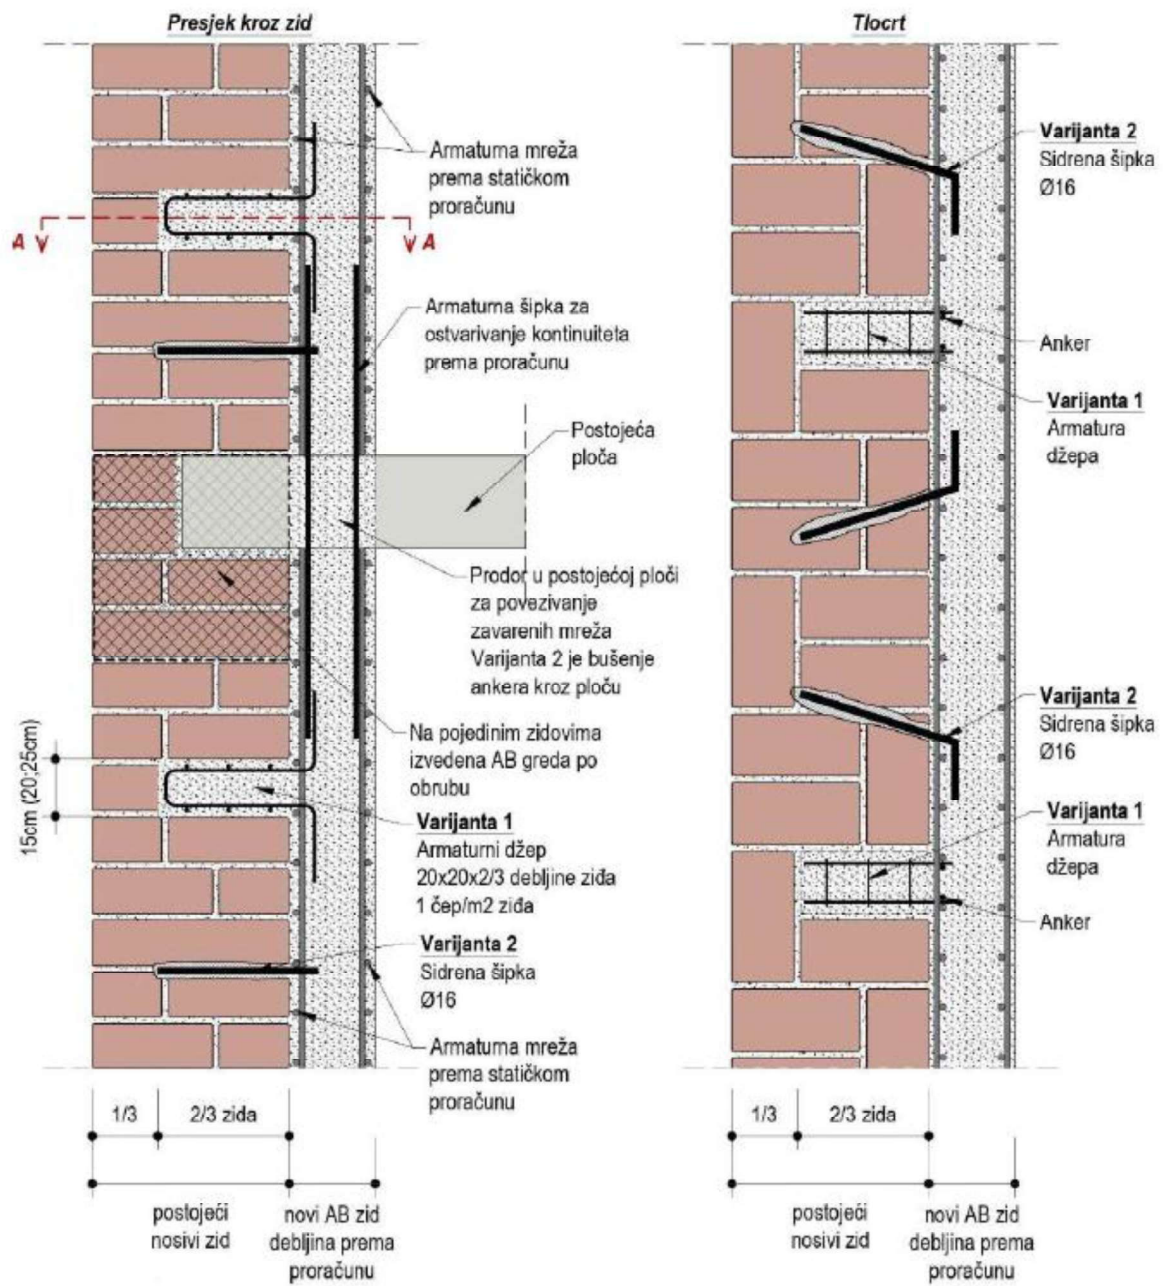 Presjek kroz zid
Armaturna mreža
prema statičkom
proračunu
A
A
Armaturna šipka za
ostvarivanje kontinuiteta
prema proračunu
Postojeća
ploča
Prodor u postojećoj ploči
za povezivanje
zavarenih mreža
Varijanta 2 je bušenje
ankera kroz ploču
Na pojedinim zidovima
izvedena AB greda po
obrubu
15cm (20;25cm)
Varijanta 1
Armaturni džep
20x20x2/3 debljine zida
1 čep/m2 zida
Varijanta 2
Sidrena šipka
Ø16
Armaturna mreža
prema statičkom
proračunu
1/3
2/3 zida
postojeći
nosivi zid
novi AB zid
debljina prema
proračunu
Tlocrt
Varijanta 2
Sidrena šipka
Ø16
Anker
Varijanta 1
Armatura
džepa
Varijanta 2
Sidrena šipka
Ø16
Varijanta 1
Armatura
džepa
Anker
1/3
2/3 zida
postojeći
nosivi zid
novi AB zid
debljina prema
proračunu